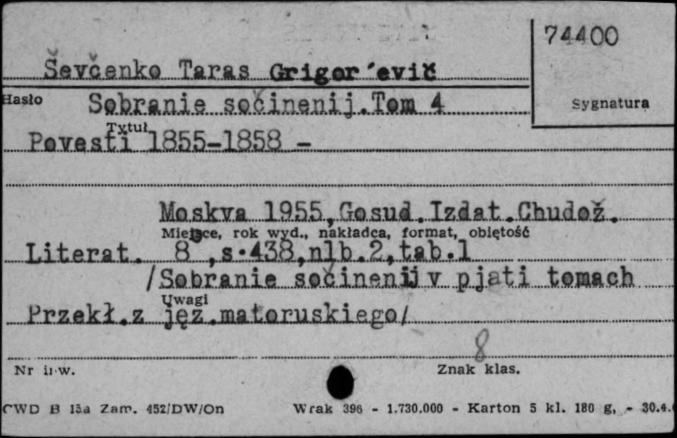 74400
Ševčenko Taras Grigor´evič
Hasło
Sobranie sočinenij.Tom 4
Sygnatura
Tytuł
Povesti 1855-1858 -
Moskva 1955,Gosud.Izdat.Chudož.
Miejsce, rok wyd., nakładca, format, objętość
Literat. 8°,s.438,nlb.2,tab.1
/Sobranie sočinenij v pjati tomach
Uwagi
Przekł.z jęz.małoruskiego/
8
Nr inw.
Znak klas.
CWD B 15a Zam. 452/DW/On
Wrak 396 - 1.730.000 - Karton 5 kl. 180 g, - 30.4.